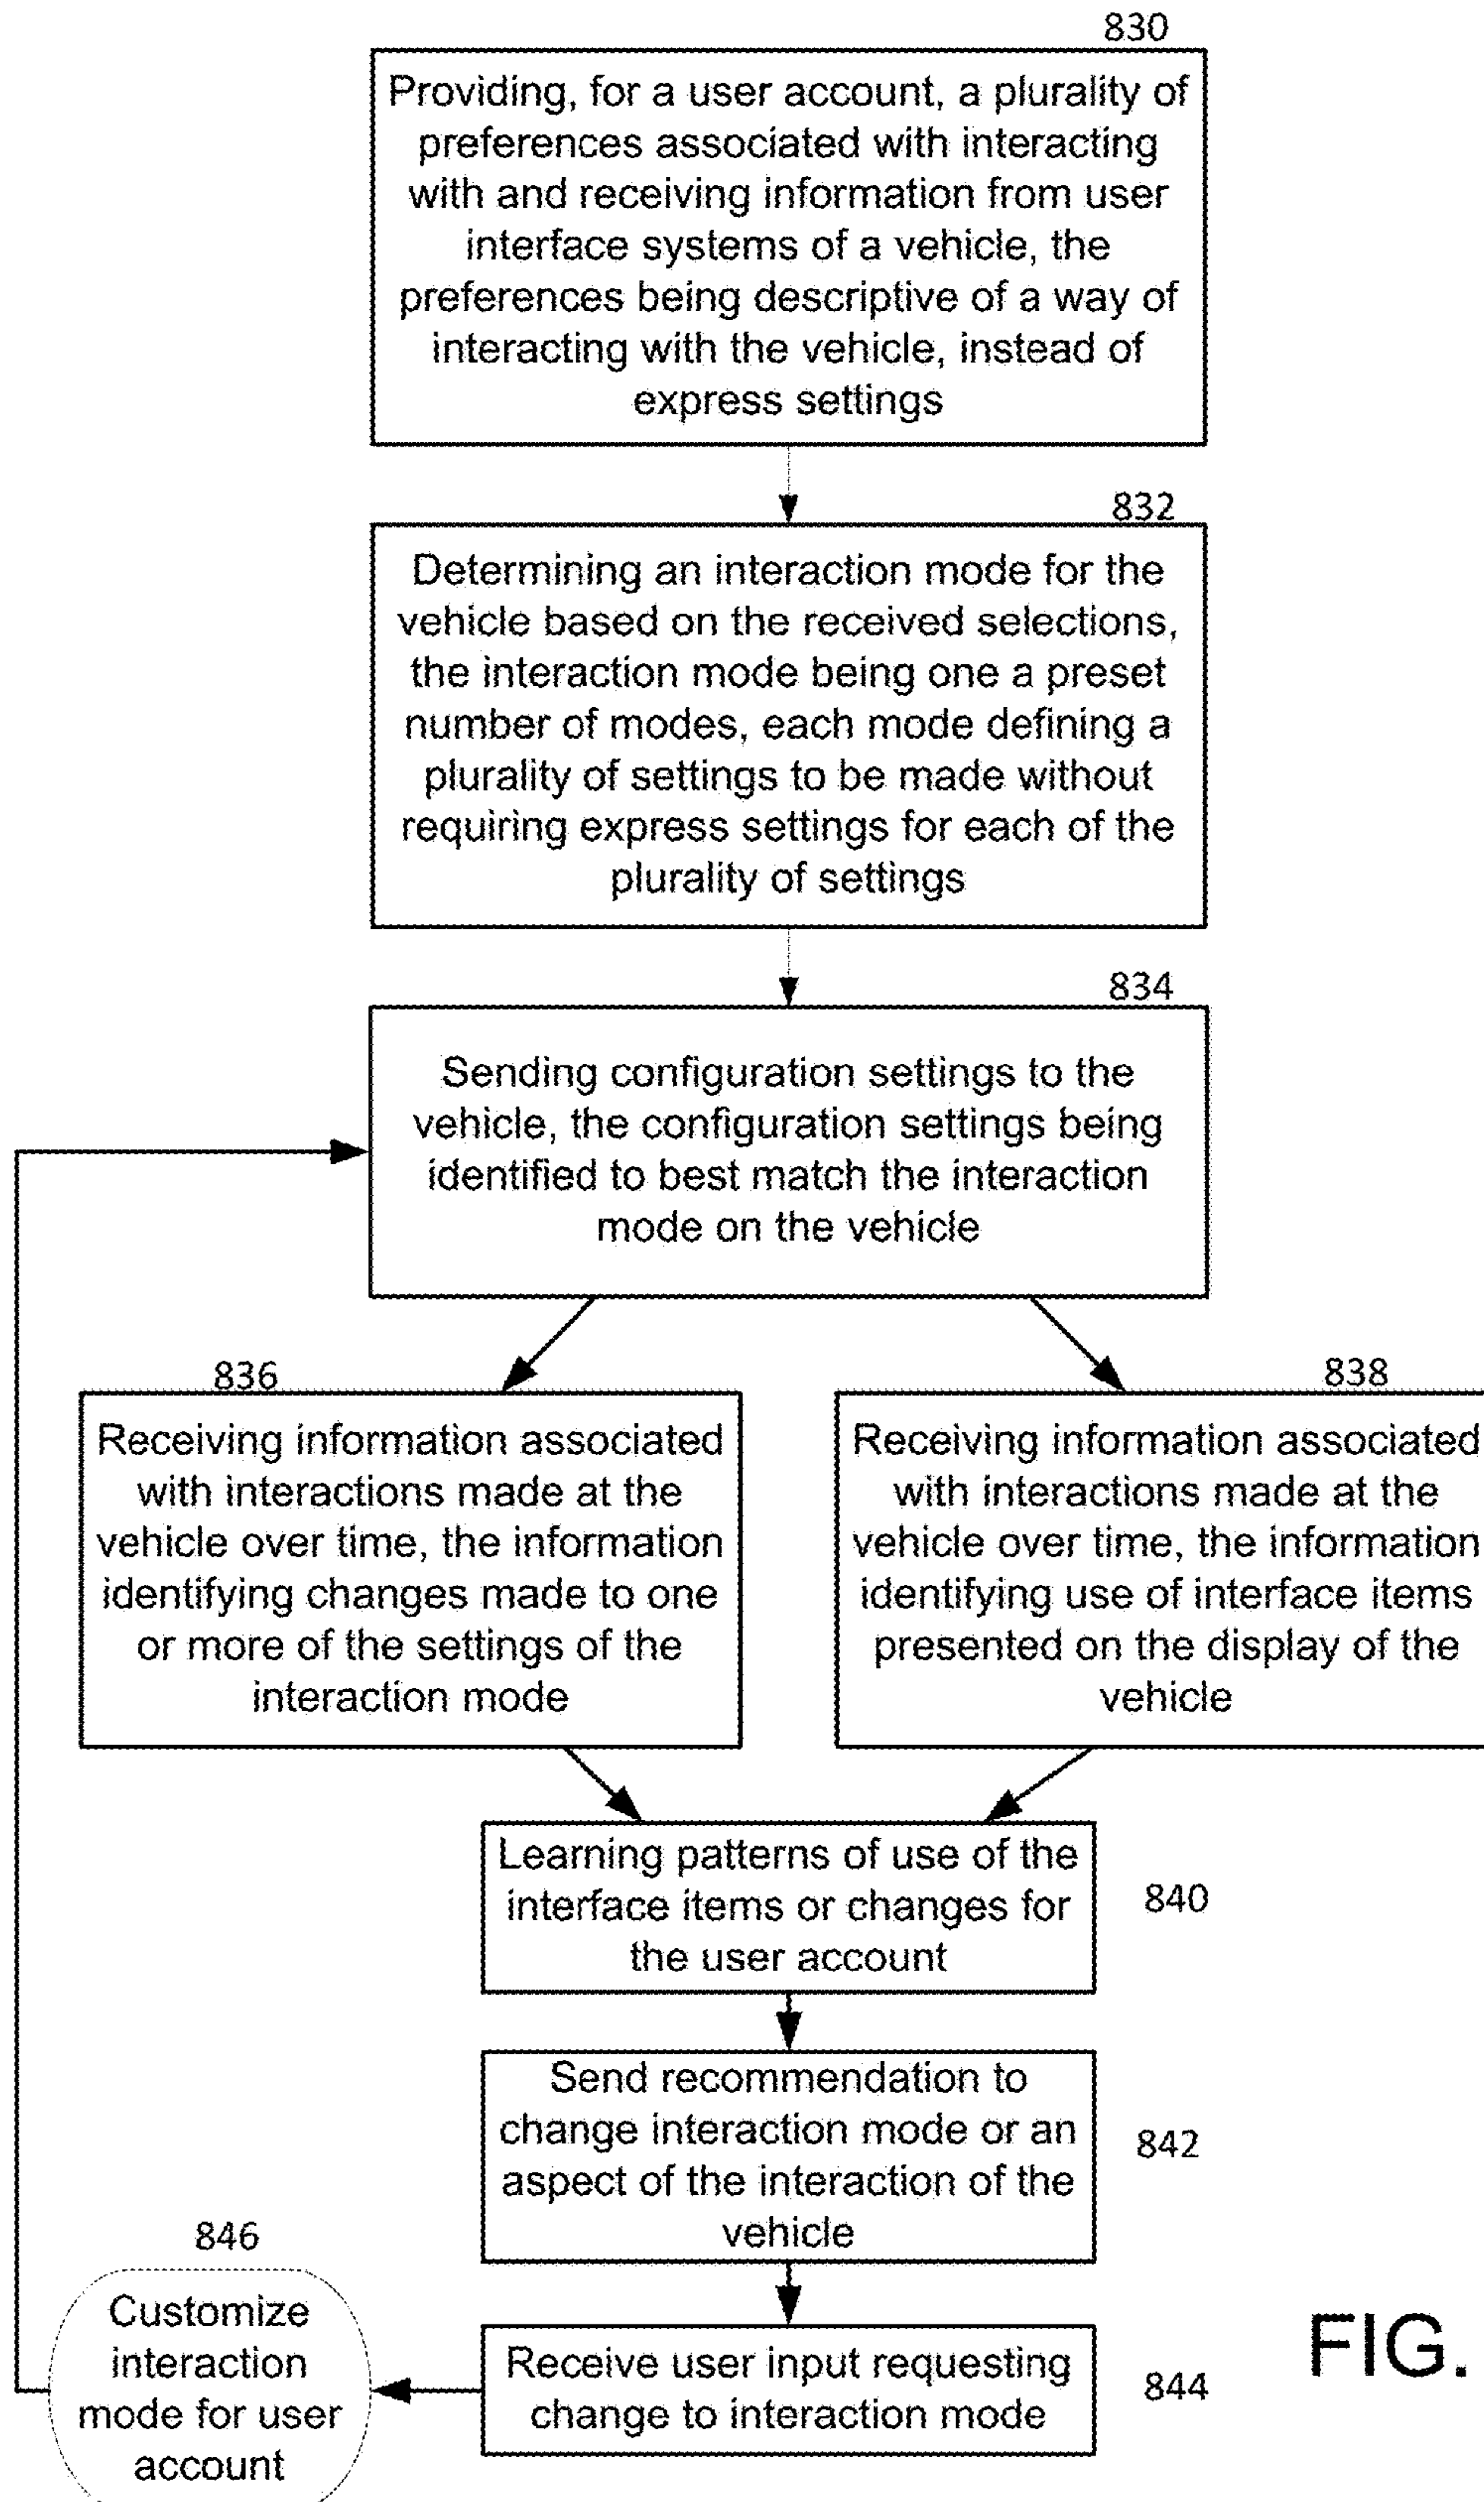 830
Providing, for a user account, a plurality of
preferences associated with interacting
with and receiving information from user
interface systems of a vehicle, the
preferences being descriptive of a way of
interacting with the vehicle, instead of
express settings
832
Determining an interaction mode for the
vehicle based on the received selections,
the interaction mode being one a preset
number of modes, each mode defining a
plurality of settings to be made without
requiring express settings for each of the
plurality of settings
834
Sending configuration settings to the
vehicle, the configuration settings being
identified to best match the interaction
mode on the vehicle
836
Receiving information associated
with interactions made at the
vehicle over time, the information
identifying changes made to one
or more of the settings of the
interaction mode
838
Receiving information associated
with interactions made at the
vehicle over time, the information
identifying use of interface items
presented on the display of the
vehicle
Learning patterns of use of the
interface items or changes for
the user account
840
Send recommendation to
change interaction mode or an
aspect of the interaction of the
vehicle
842
Receive user input requesting
change to interaction mode
844
846
Customize
interaction
mode for user
account
FIG.